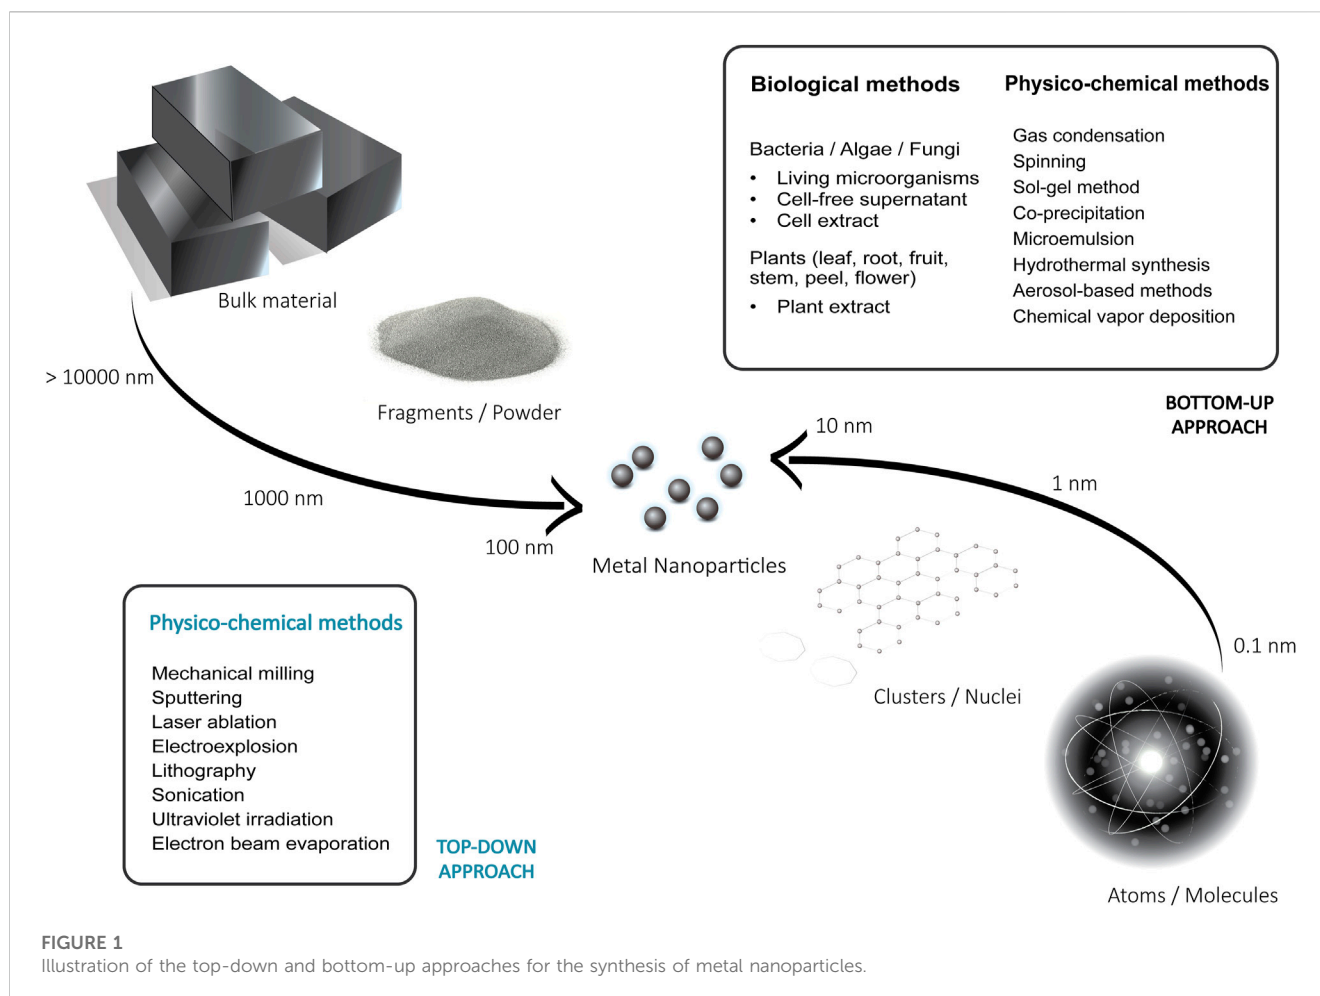 Biological methods
Bacteria / Algae / Fungi
• Living microorganisms
• Cell-free supernatant
• Cell extract
Plants (leaf, root, fruit,
stem, peel, flower)
• Plant extract
Physico-chemical methods
Gas condensation
Spinning
Sol-gel method
Co-precipitation
Microemulsion
Hydrothermal synthesis
Aerosol-based methods
Chemical vapor deposition
BOTTOM-UP
APPROACH
Bulk material
> 10000 nm
Fragments / Powder
1000 nm
100 nm
Metal Nanoparticles
10 nm
1 nm
0.1 nm
Clusters / Nuclei
Atoms / Molecules
Physico-chemical methods
Mechanical milling
Sputtering
Laser ablation
Electroexplosion
Lithography
Sonication
Ultraviolet irradiation
Electron beam evaporation
TOP-DOWN
APPROACH
FIGURE 1
Illustration of the top-down and bottom-up approaches for the synthesis of metal nanoparticles.